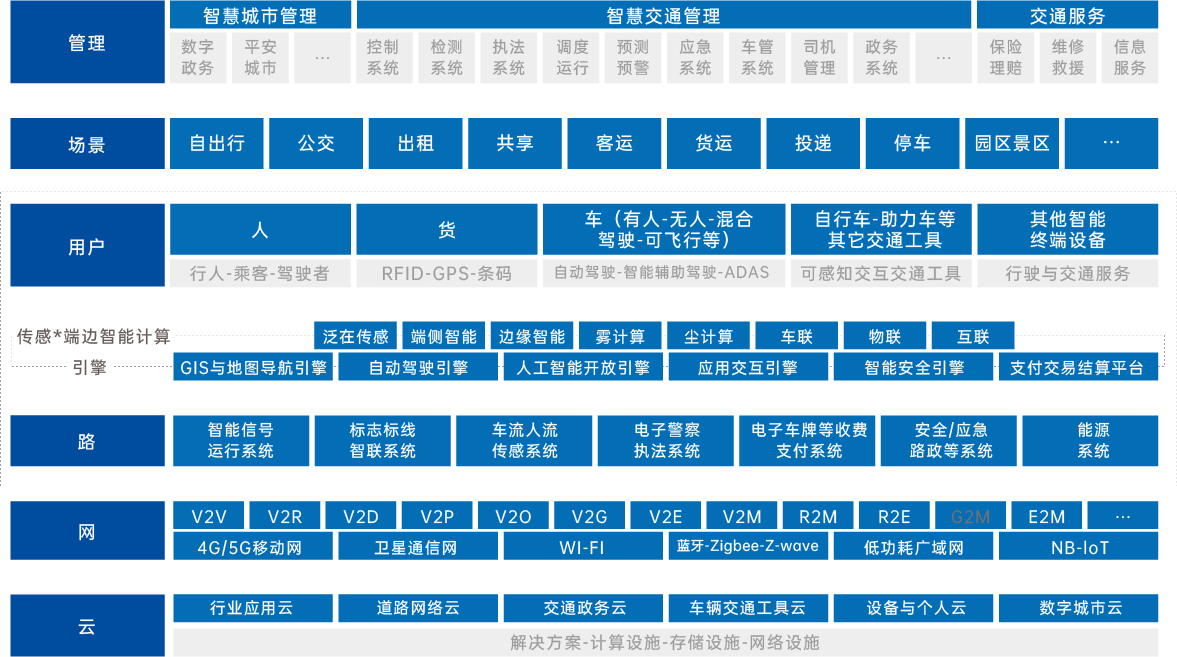 管理
智慧城市管理
智慧交通管理
交通服务
数字
政务
平安
城市
…
控制
系统
检测
系统
执法
系统
调度
运行
预测
预警
应急
系统
车管
系统
司机
管理
政务
系统
…
保险
理赔
维修
救援
信息
服务
场景
自出行
公交
出租
共享
客运
货运
投递
停车
园区景区
…
用户
人
货
车（有人-无人-混合
驾驶-可飞行等）
自行车-助力车等
其它交通工具
其他智能
终端设备
行人-乘客-驾驶者
RFID-GPS-条码
自动驾驶-智能辅助驾驶-ADAS
可感知交互交通工具
行驶与交通服务
传感*端边智能计算
引擎
泛在传感
端侧智能
边缘智能
雾计算
尘计算
车联
物联
互联
GIS与地图导航引擎
自动驾驶引擎
人工智能开放引擎
应用交互引擎
智能安全引擎
支付交易结算平台
路
智能信号
运行系统
标志标线
智联系统
车流人流
传感系统
电子警察
执法系统
电子车牌等收费
支付系统
安全/应急
路政等系统
能源
系统
网
V2V
V2R
V2D
V2P
V2O
V2G
V2E
V2M
R2M
R2E
G2M
E2M
…
4G/5G移动网
卫星通信网
WI-FI
蓝牙-Zigbee-Z-wave
低功耗广域网
NB-IoT
云
行业应用云
道路网络云
交通政务云
车辆交通工具云
设备与个人云
数字城市云
解决方案-计算设施-存储设施-网络设施